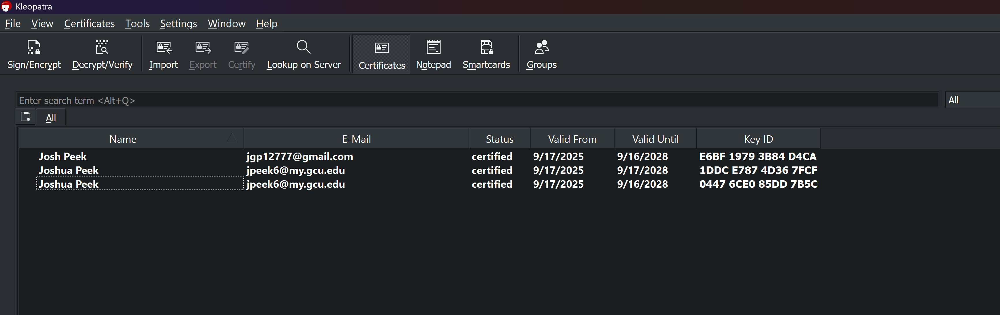 Kleopatra
File View Certificates Tools Settings Window Help
Sign/Encrypt Decrypt/Verify Import Export Certify Lookup on Server Certificates Notepad Smartcards Groups
Enter search term <Alt+Q> All
All
Name E-Mail Status Valid From Valid Until Key ID
Josh Peek jgp12777@gmail.com certified 9/17/2025 9/16/2028 E6BF 1979 3B84 D4CA
Joshua Peek jpeek6@my.gcu.edu certified 9/17/2025 9/17/2028 1DDC E787 4D36 7FCF
Joshua Peek jpeek6@my.gcu.edu certified 9/17/2025 9/16/2028 0447 6CE0 85DD 7B5C